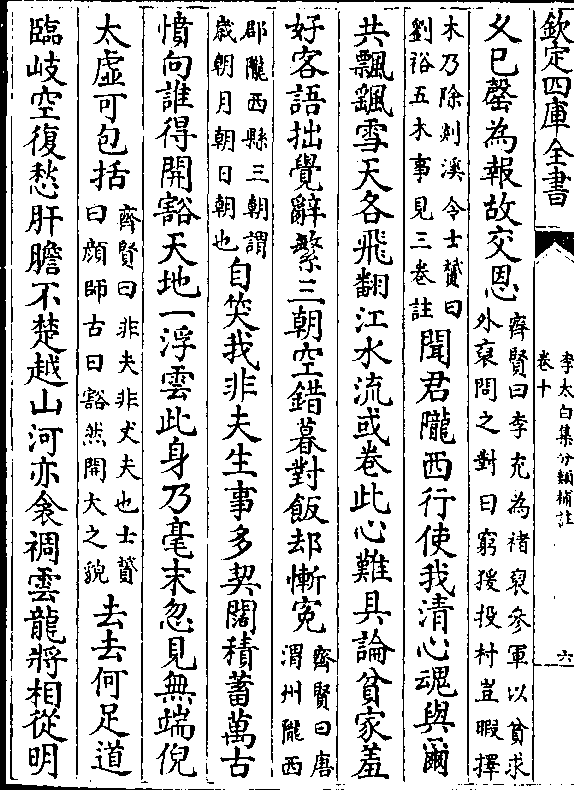 欽定四庫全書
李太白集分類補註
卷十
六
久已罄為報故交恩
齊賢曰李充為禇裒參軍以貧求
外裒問之對曰窮猨投村豈暇擇
木乃除剡溪令士贇曰
劉裕五木事見三卷註
聞君隴西行使我清心魂與爾
共飄颻雪天各飛翻江水流或卷此心難具論貧家羞
好客語拙覺辭繁三朝空錯暮對飯却慚寃
齊賢曰唐
渭州隴西
郡隴西縣三朝謂
歳朝月朝日朝也
自笑我非夫生事多契闊積蓄萬古
憤向誰得開豁天地一浮雲此身乃毫末忽見無端倪
太虛可包括
齊賢曰非夫非丈夫也士贇
曰顔師古曰豁然開大之貌
去去何足道
臨岐空復愁肝膽不楚越山河亦衾裯雲龍將相從明